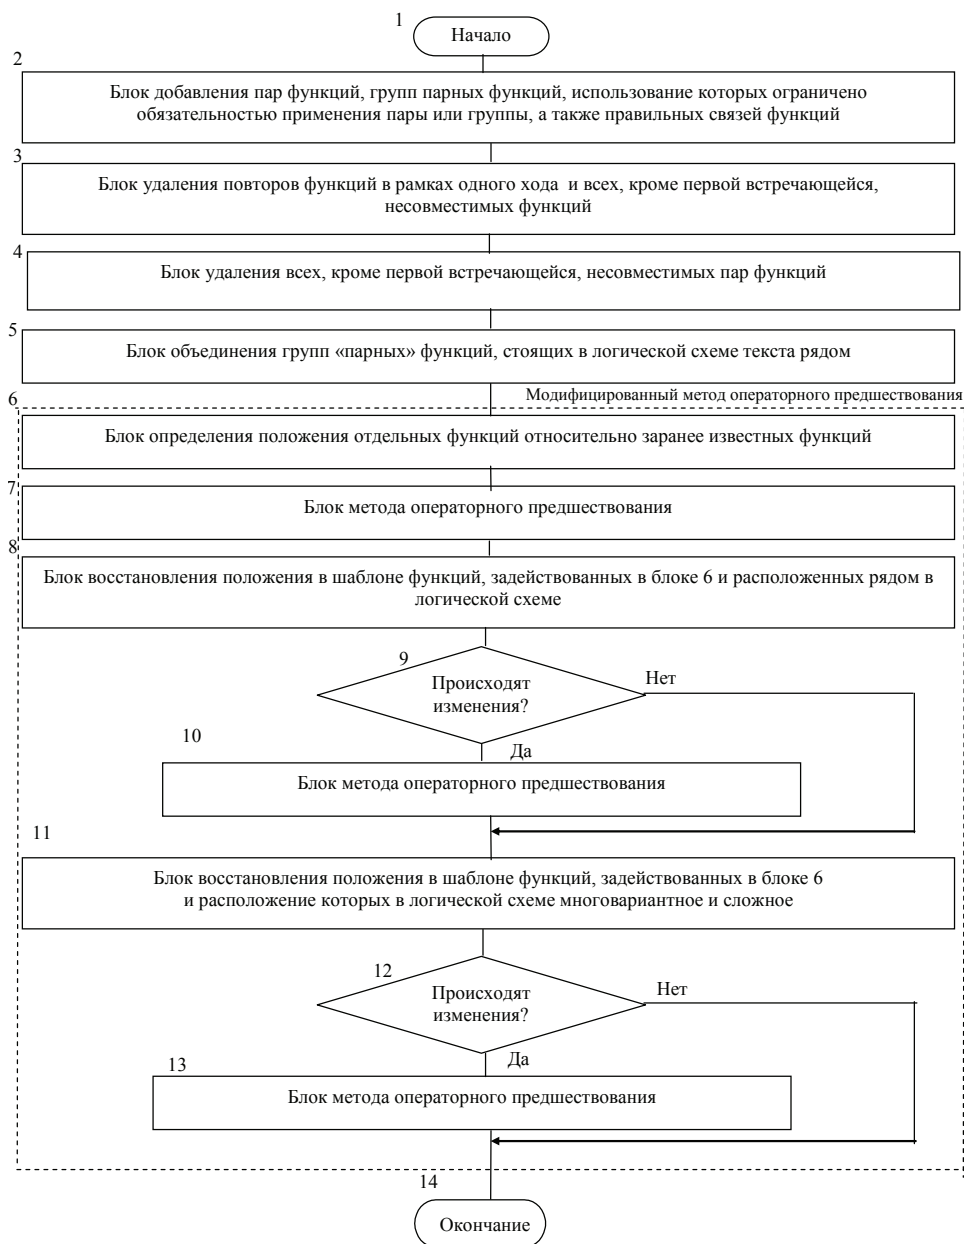 1
Начало
2
Блок добавления пар функций, групп парных функций, использование которых ограничено
обязательностью применения пары или группы, а также правильных связей функций
3
Блок удаления повторов функций в рамках одного хода и всех, кроме первой встречающейся,
несовместимых функций
4
Блок удаления всех, кроме первой встречающейся, несовместимых пар функций
5
Блок объединения групп «парных» функций, стоящих в логической схеме текста рядом
6
Модифицированный метод операторного предшествования
Блок определения положения отдельных функций относительно заранее известных функций
7
Блок метода операторного предшествования
8
Блок восстановления положения в шаблоне функций, задействованных в блоке 6 и расположенных рядом в
логической схеме
9
Происходят
изменения?
Нет
Да
10
Блок метода операторного предшествования
11
Блок восстановления положения в шаблоне функций, задействованных в блоке 6
и расположение которых в логической схеме многовариантное и сложное
12
Происходят
изменения?
Нет
Да
13
Блок метода операторного предшествования
14
Окончание